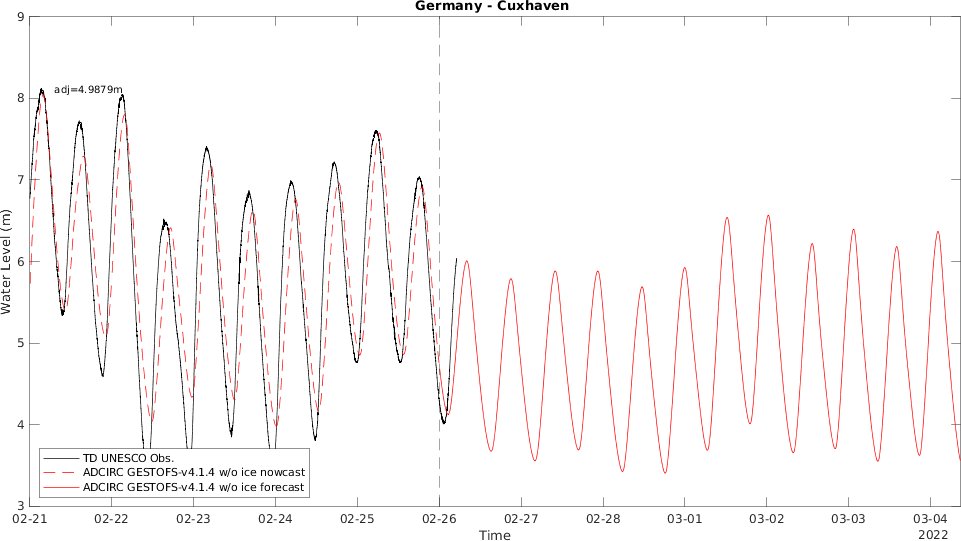 Germany - Cuxhaven
adj=4.9879m
Water Level (m)
9
8
7
6
5
4
3
TD UNESCO Obs.
ADCIRC GESTOFS-v4.1.4 w/o ice nowcast
ADCIRC GESTOFS-v4.1.4 w/o ice forecast
02-21 02-22 02-23 02-24 02-25 02-26 02-27 02-28 03-01 03-02 03-03 03-04
2022
Time